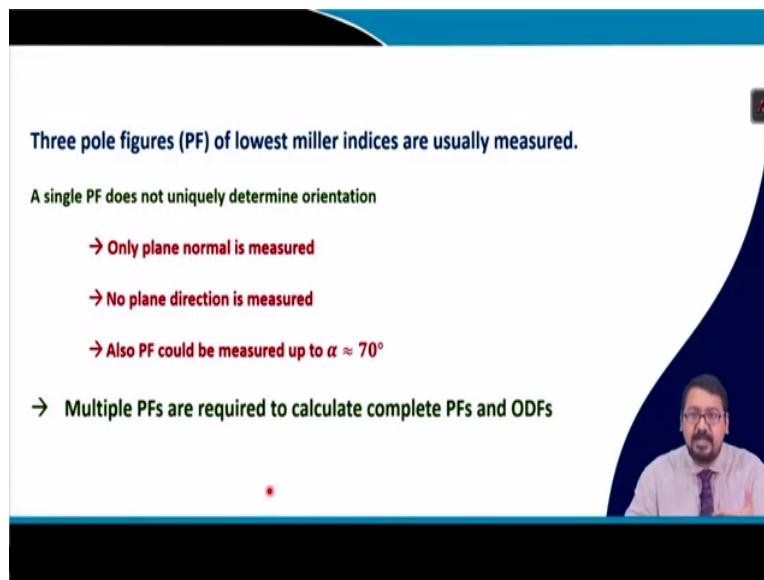 Three pole figures (PF) of lowest miller indices are usually measured.
A single PF does not uniquely determine orientation
→ Only plane normal is measured
→ No plane direction is measured
→ Also PF could be measured up to α ≈ 70°
→ Multiple PFs are required to calculate complete PFs and ODFs